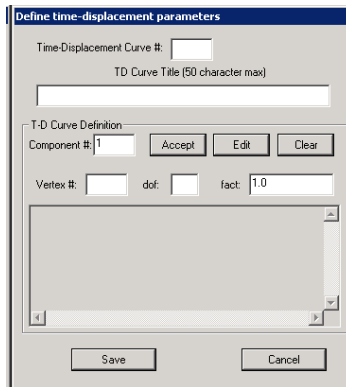 Define time-displacement parameters
Time-Displacement Curve #:
TD Curve Title (50 character max)
T-D Curve Definition
Component #: 1 Accept Edit Clear
Vertex #: dof: fact: 1.0
Save Cancel